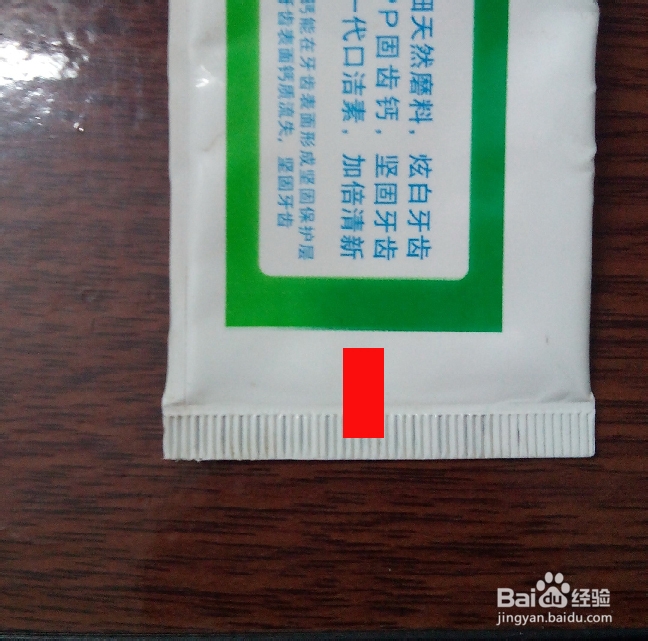 细天然磨料，炫白牙齿
P固齿钙，坚固牙齿
一代口洁素，加倍清新
能在牙齿表面形成坚固保护层
牙齿表面钙质流失，坚固牙齿
Baidu经验
jingyan.baidu.com